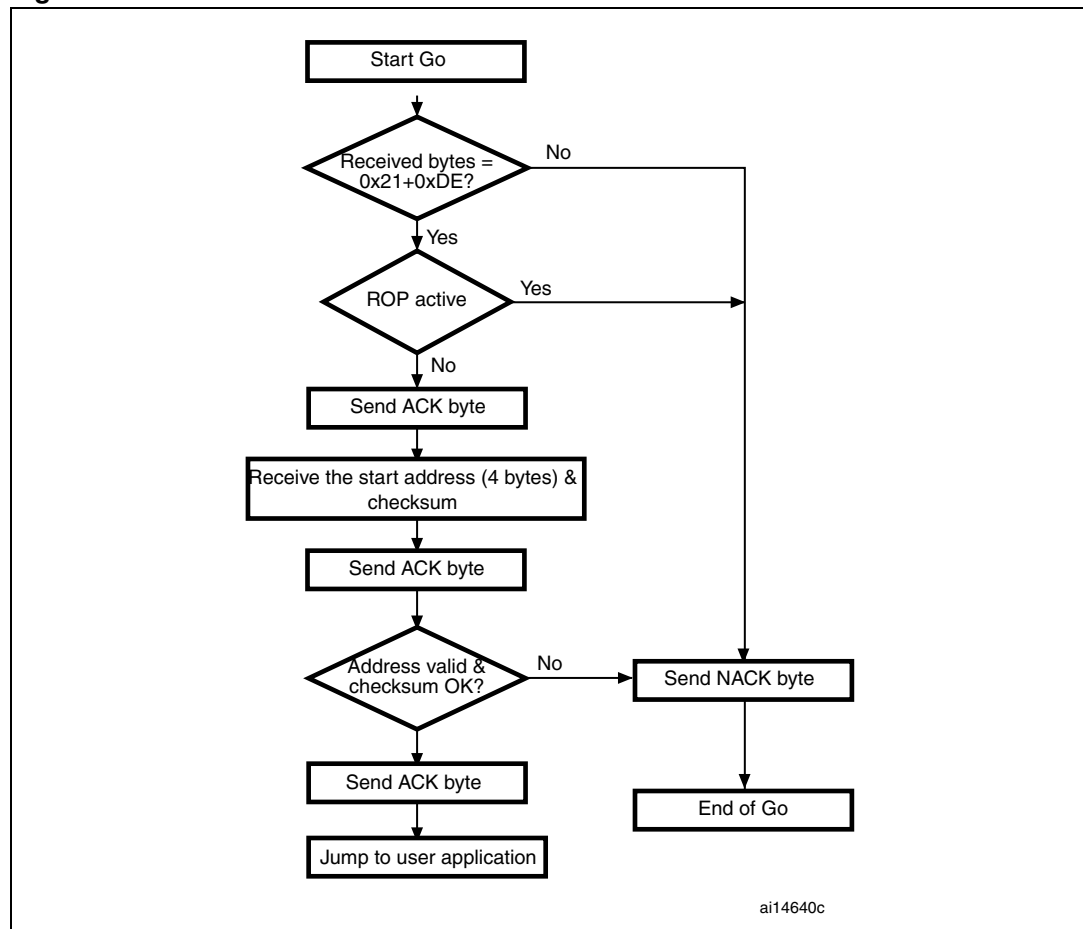 Start Go
Received bytes =
0x21+0xDE?
No
Yes
ROP active
Yes
No
Send ACK byte
Receive the start address (4 bytes) &
checksum
Send ACK byte
Address valid &
checksum OK?
No
Send NACK byte
Send ACK byte
End of Go
Jump to user application
ai14640c